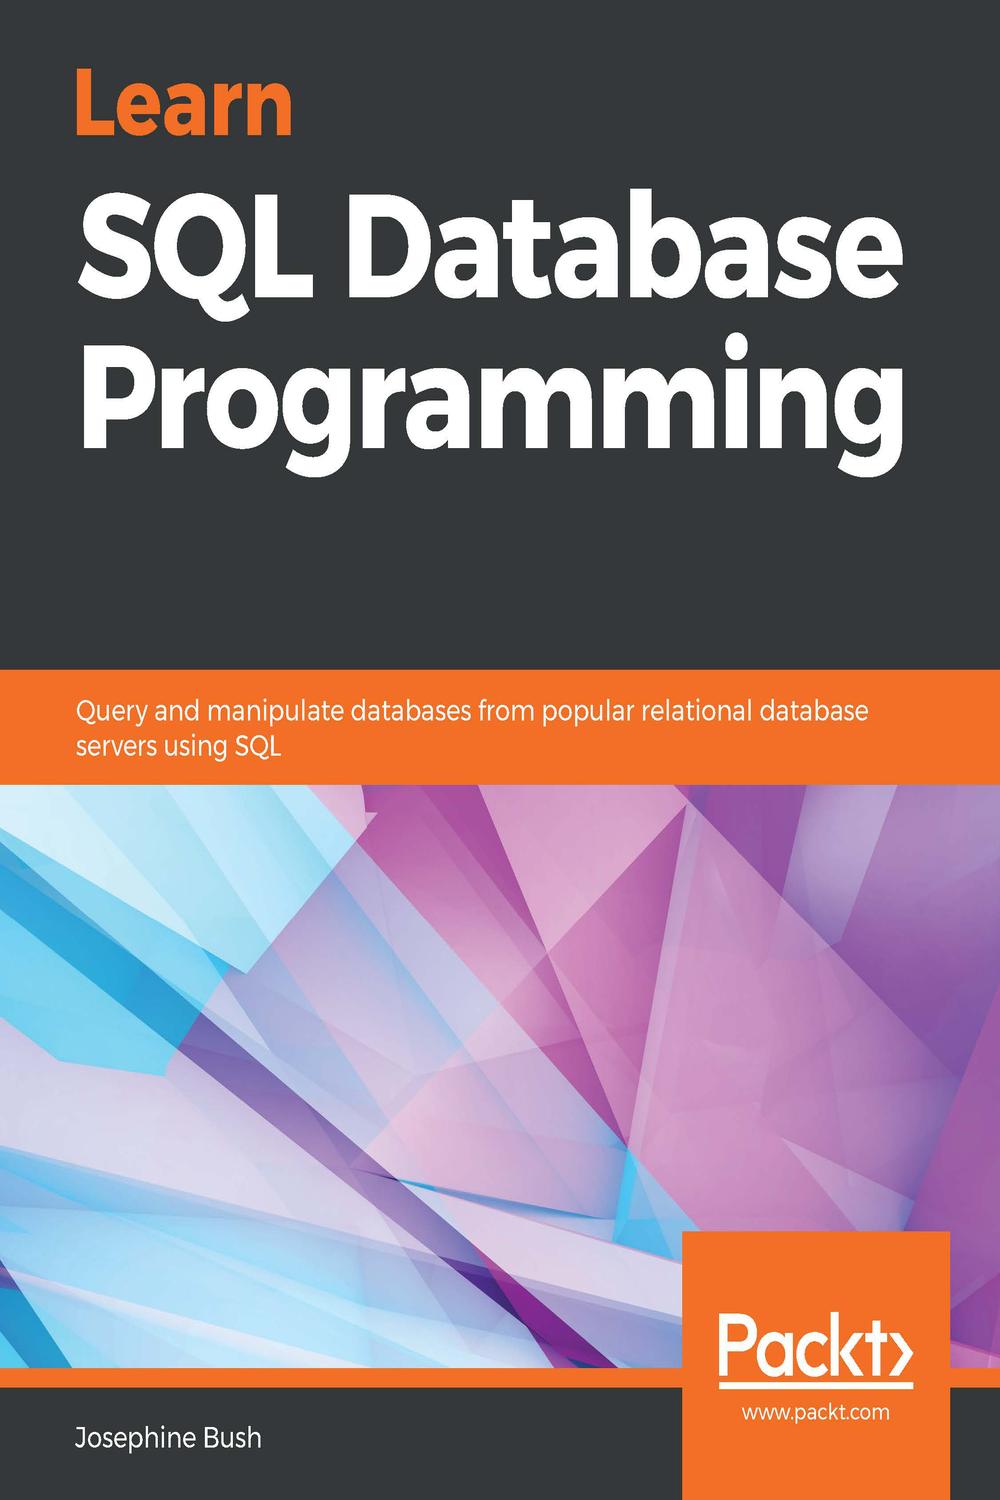 Learn
SQL Database
Programming
Query and manipulate databases from popular relational database
servers using SQL
Packt>
www.packt.com
Josephine Bush